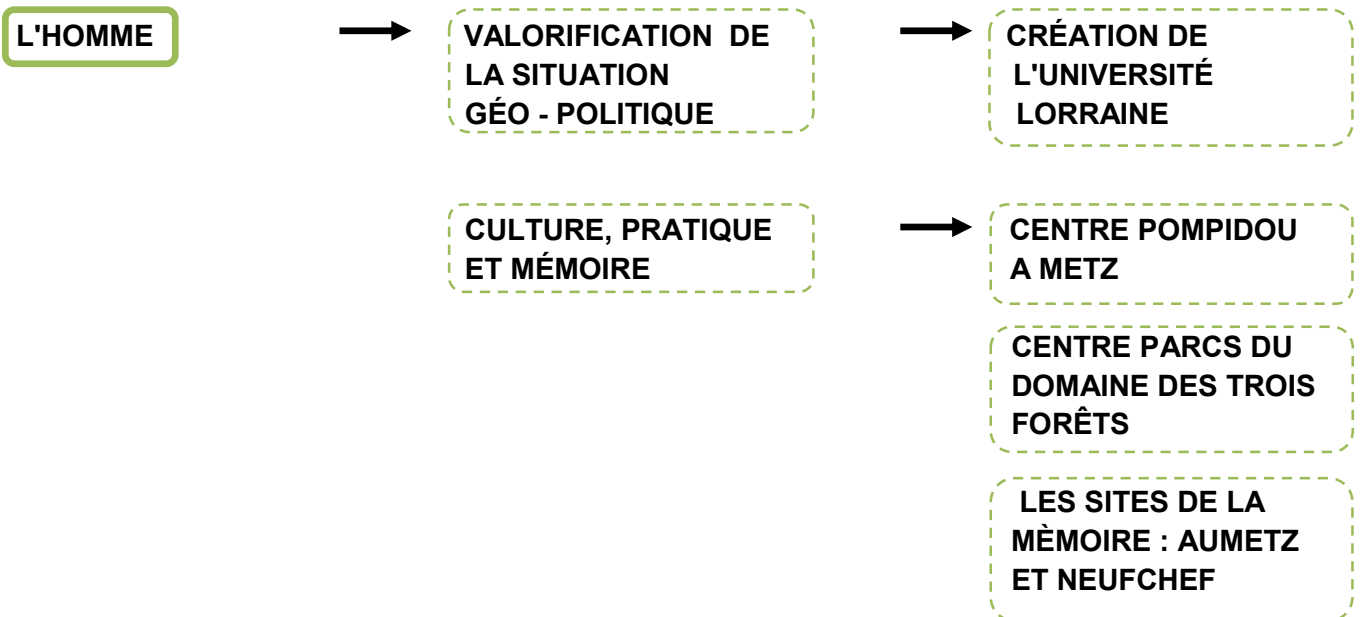 L'HOMME
VALORIFICATION DE
LA SITUATION
GÉO - POLITIQUE
CRÉATION DE
L'UNIVERSITÉ
LORRAINE
CULTURE, PRATIQUE
ET MÉMOIRE
CENTRE POMPIDOU
A METZ
CENTRE PARCS DU
DOMAINE DES TROIS
FORÊTS
LES SITES DE LA
MÈMOIRE : AUMETZ
ET NEUFCHEF